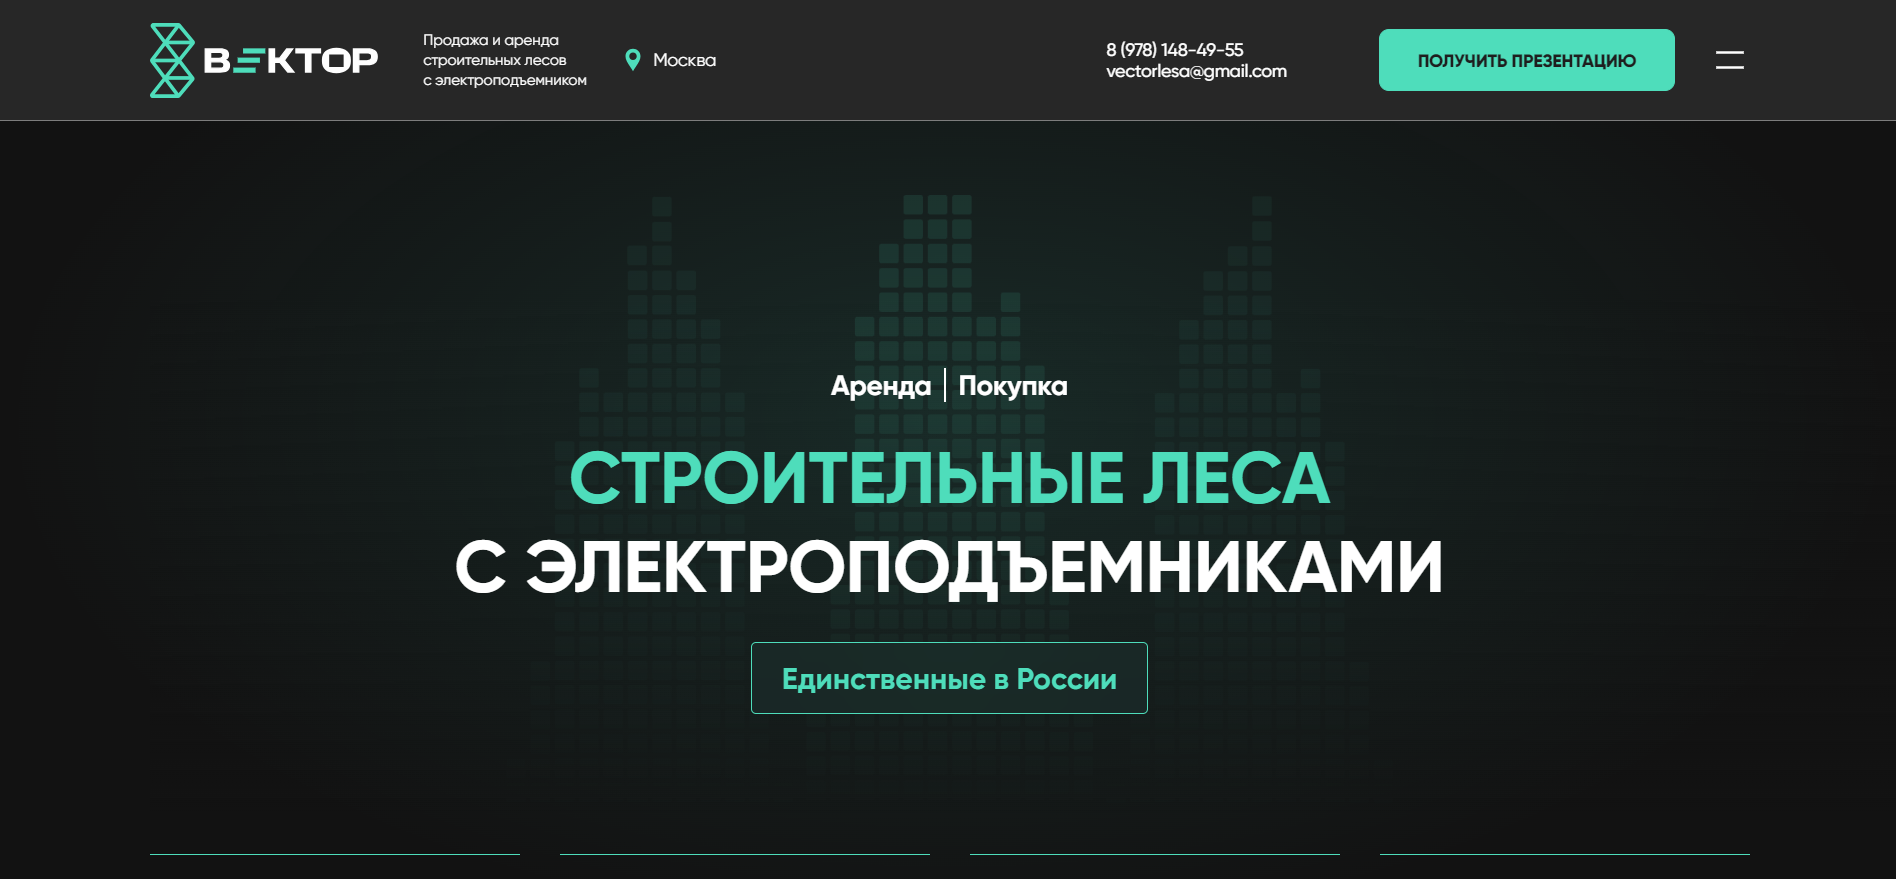 ВЕКТОР
Продажа и аренда
строительных лесов
с электроподъемником
Москва
8 (978) 148-49-55
vectorlesa@gmail.com
ПОЛУЧИТЬ ПРЕЗЕНТАЦИЮ
Аренда | Покупка
СТРОИТЕЛЬНЫЕ ЛЕСА
С ЭЛЕКТРОПОДЪЕМНИКАМИ
Единственные в России